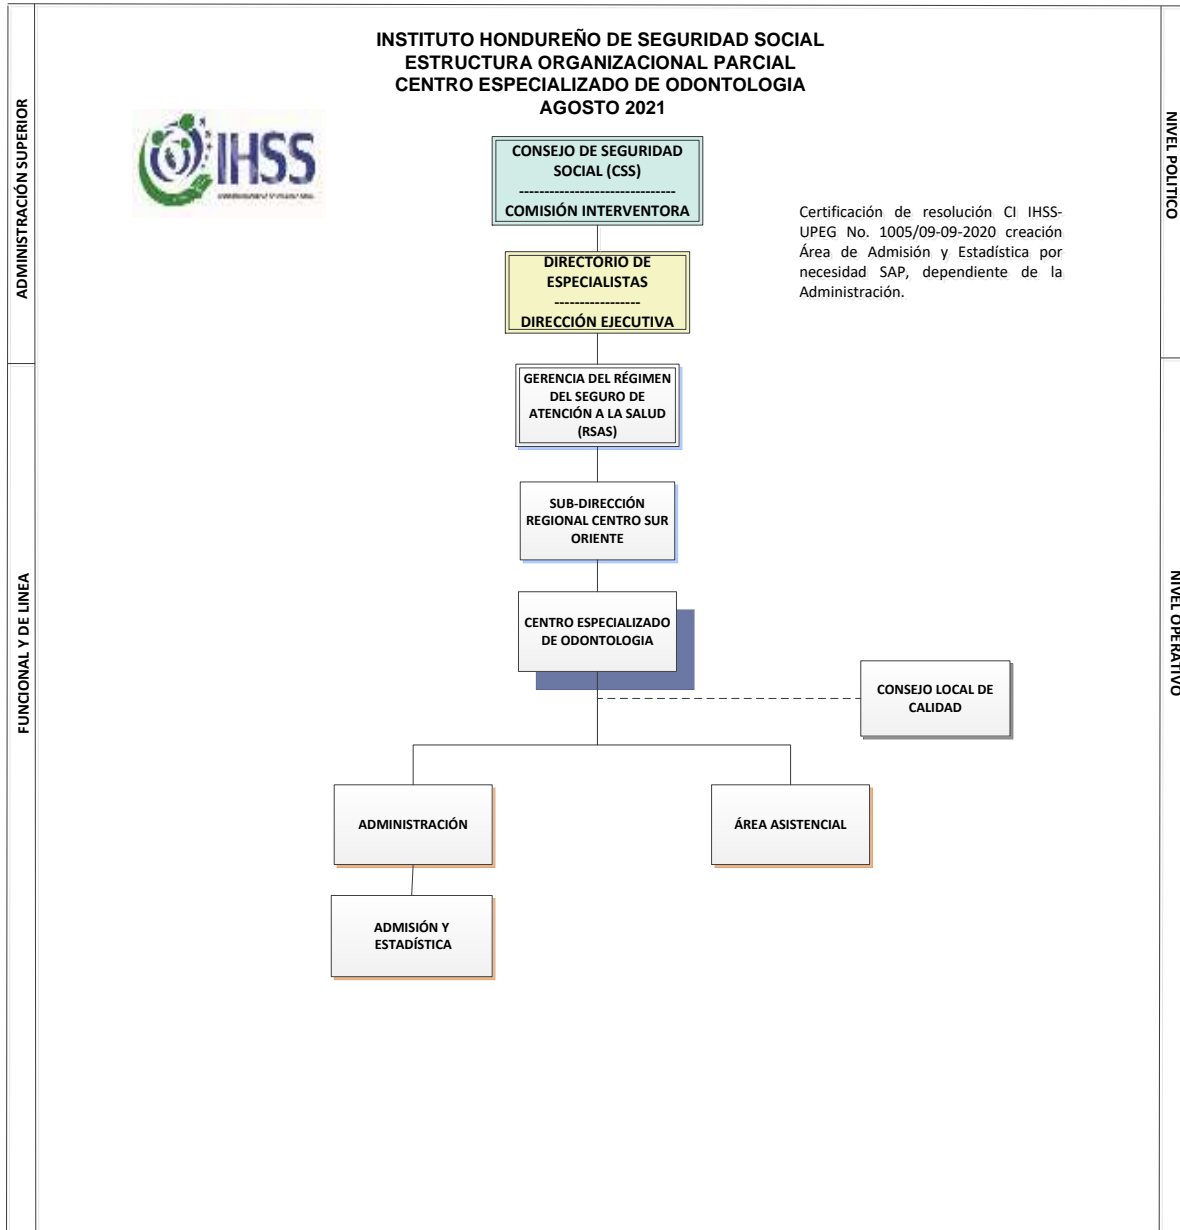 INSTITUTO HONDUREÑO DE SEGURIDAD SOCIAL
ESTRUCTURA ORGANIZACIONAL PARCIAL
CENTRO ESPECIALIZADO DE ODONTOLOGIA
AGOSTO 2021
ADMINISTRACIÓN SUPERIOR
NIVEL POLITICO
IHSS
CONSEJO DE SEGURIDAD
SOCIAL (CSS)
-------------------------------
COMISIÓN INTERVENTORA
Certificación de resolución CI IHSS-
UPEG No. 1005/09-09-2020 creación
Área de Admisión y Estadística por
necesidad SAP, dependiente de la
Administración.
DIRECTORIO DE
ESPECIALISTAS
-----------------
DIRECCIÓN EJECUTIVA
GERENCIA DEL RÉGIMEN
DEL SEGURO DE
ATENCIÓN A LA SALUD
(RSAS)
SUB-DIRECCIÓN
REGIONAL CENTRO SUR
ORIENTE
FUNCIONAL Y DE LINEA
NIVEL OPERATIVO
CENTRO ESPECIALIZADO
DE ODONTOLOGIA
CONSEJO LOCAL DE
CALIDAD
ADMINISTRACIÓN
ÁREA ASISTENCIAL
ADMISIÓN Y
ESTADÍSTICA